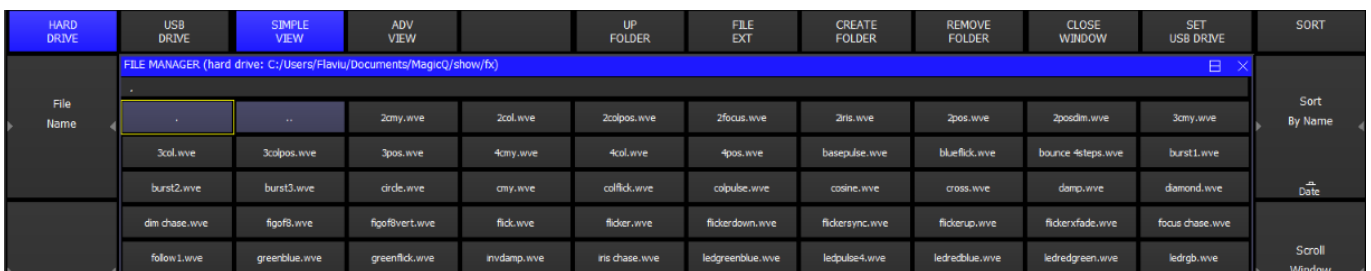 HARD DRIVE
USB DRIVE
SIMPLE VIEW
ADV VIEW
UP FOLDER
FILE EXT
CREATE FOLDER
REMOVE FOLDER
CLOSE WINDOW
SET USB DRIVE
SORT
FILE MANAGER (hard drive: C:/Users/Flaviu/Documents/MagicQ/show/fx)
.
File Name
. .. 2cmy.wve 2col.wve 2colpos.wve 2focus.wve 2iris.wve 2pos.wve 2posdim.wve 3cmy.wve
3col.wve 3colpos.wve 3pos.wve 4cmy.wve 4col.wve 4pos.wve basepulse.wve blueflick.wve bounce 4steps.wve burst1.wve
burst2.wve burst3.wve circle.wve cmy.wve colflick.wve colpulse.wve cosine.wve cross.wve damp.wve diamond.wve
dim chase.wve figof8.wve figof8vert.wve flick.wve flicker.wve flickerdown.wve flickersync.wve flickerup.wve flickerxfade.wve focus chase.wve
follow1.wve greenblue.wve greenflick.wve invdamp.wve iris chase.wve ledgreenblue.wve ledpulse4.wve ledredblue.wve ledredgreen.wve ledrgb.wve
Sort
By Name
Date
Scroll
Window